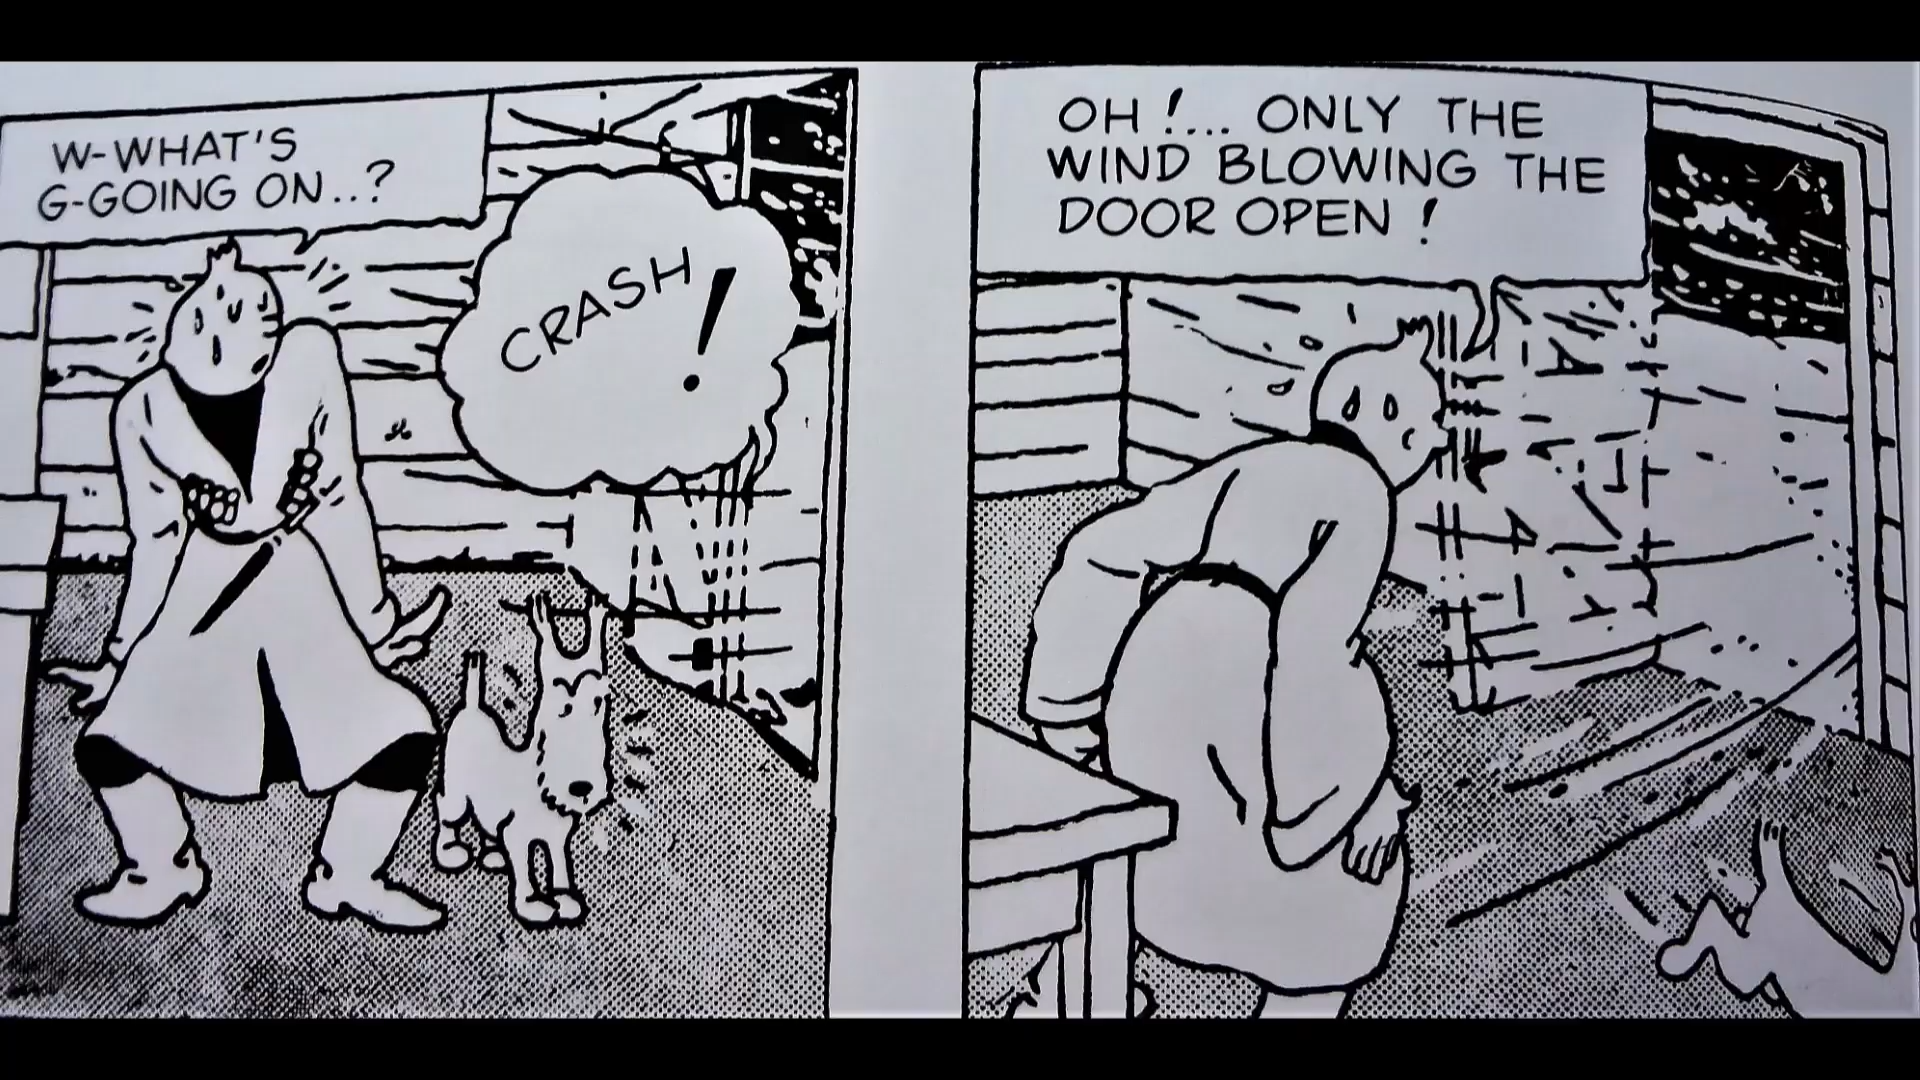 W-WHAT'S
G-GOING ON..?
CRASH!
OH!... ONLY THE
WIND BLOWING THE
DOOR OPEN!